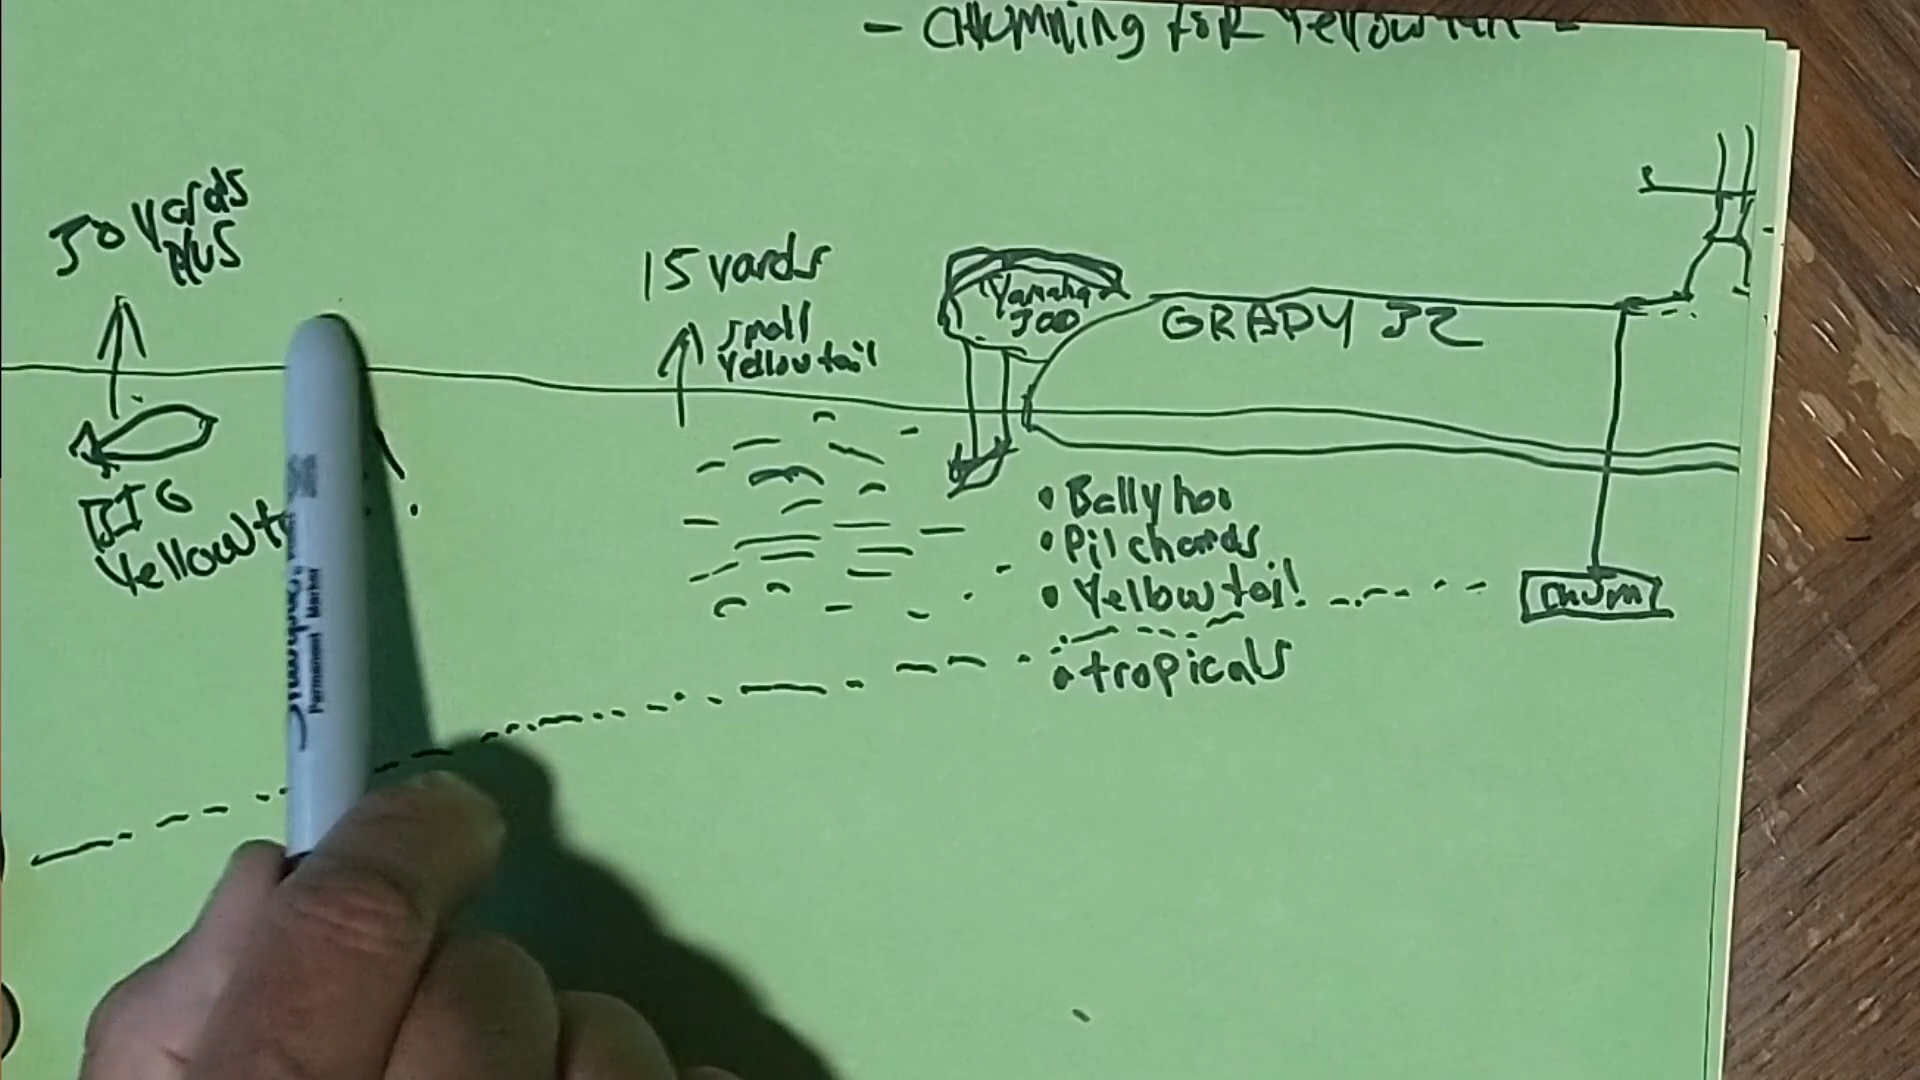 - CHUMMing FOR Yellowtail -
30 Yards
Plus
15 yards
small
Yellowtail
Yamaha
300
GRADY 32
BIG
Yellowt
• Ballyhoo
• Pilchards
• Yellowtail
• tropicals
Chum
Sharpie
Permanent Marker